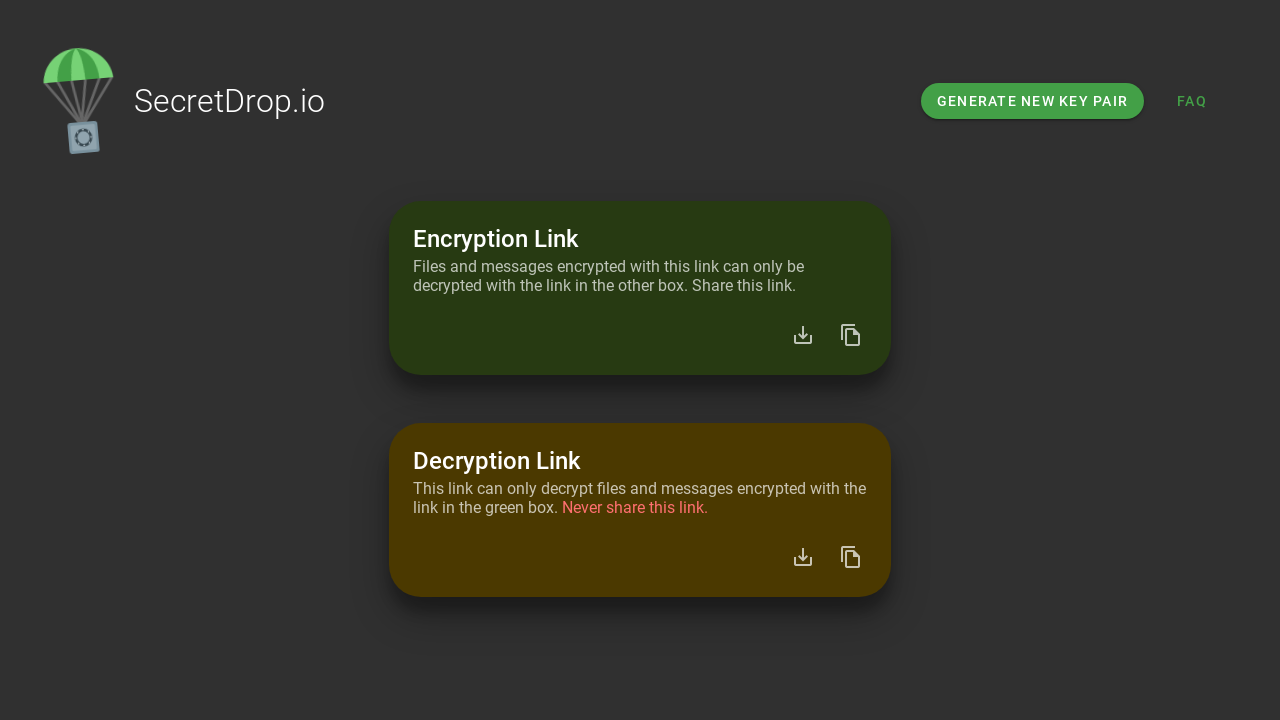 SecretDrop.io
GENERATE NEW KEY PAIR
FAQ
Encryption Link
Files and messages encrypted with this link can only be
decrypted with the link in the other box. Share this link.
Decryption Link
This link can only decrypt files and messages encrypted with the
link in the green box. Never share this link.